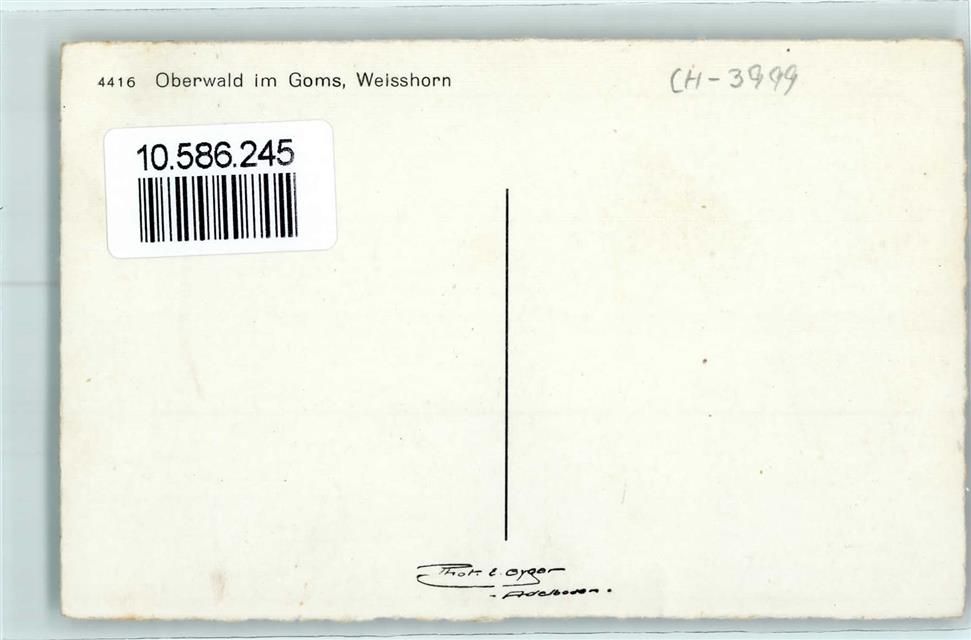 4416 Oberwald im Goms, Weisshorn
CH-3999
10.586.245
Phot. E. Gyger
- Adelboden -